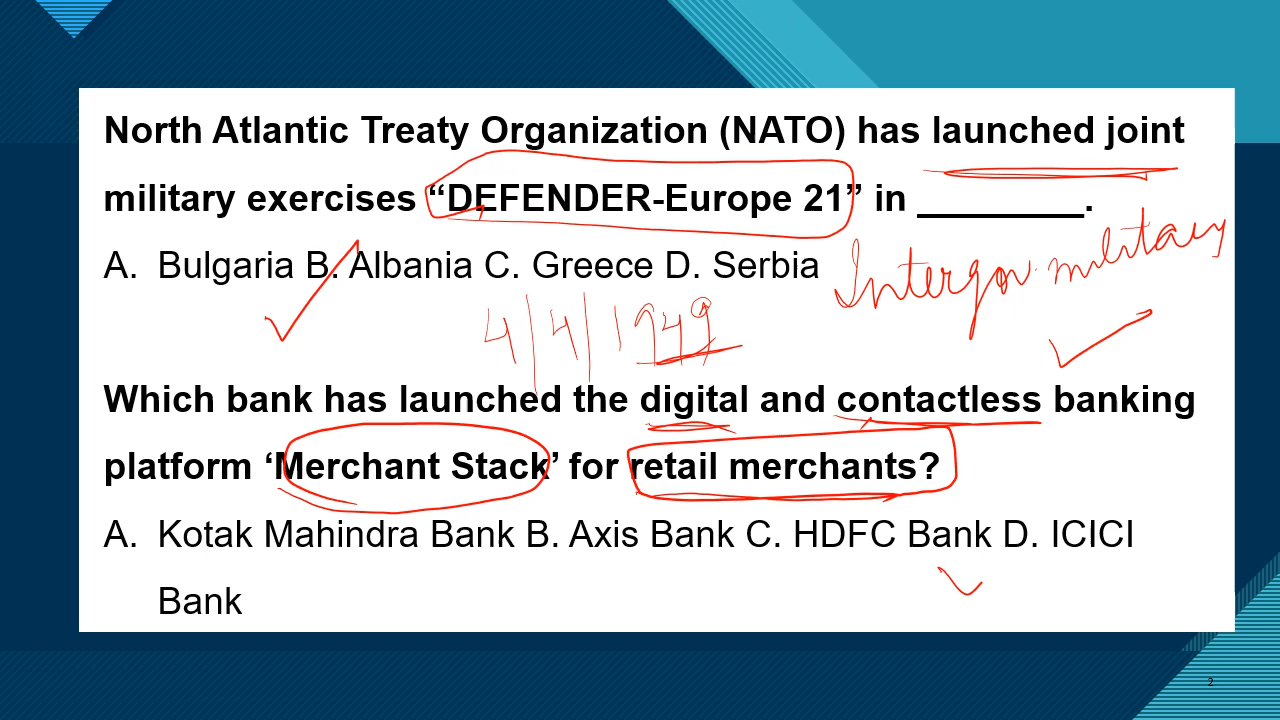 North Atlantic Treaty Organization (NATO) has launched joint
military exercises “DEFENDER-Europe 21” in _________.
A. Bulgaria B. Albania C. Greece D. Serbia
Intergov. military
4/4/1949
Which bank has launched the digital and contactless banking
platform ‘Merchant Stack’ for retail merchants?
A. Kotak Mahindra Bank B. Axis Bank C. HDFC Bank D. ICICI
Bank
2